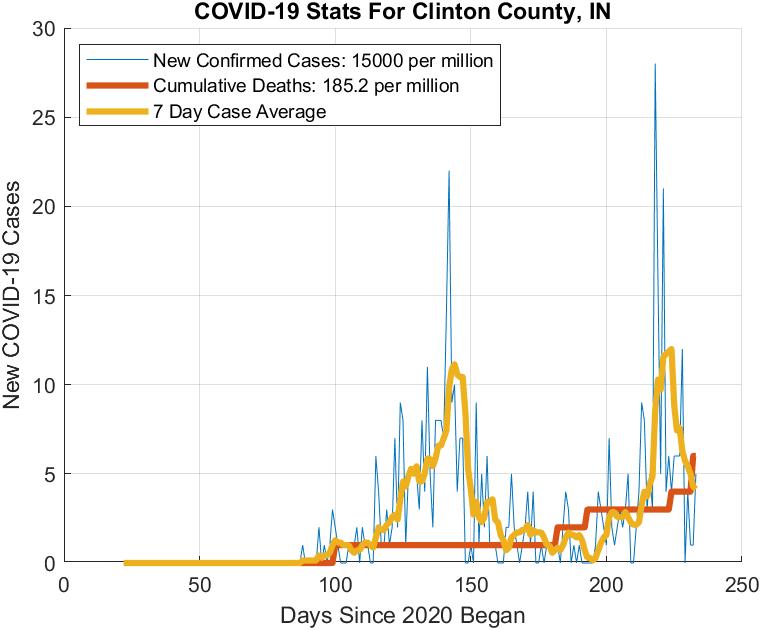 COVID-19 Stats For Clinton County, IN
New Confirmed Cases: 15000 per million
Cumulative Deaths: 185.2 per million
7 Day Case Average
New COVID-19 Cases
30
25
20
15
10
5
0
0 50 100 150 200 250
Days Since 2020 Began